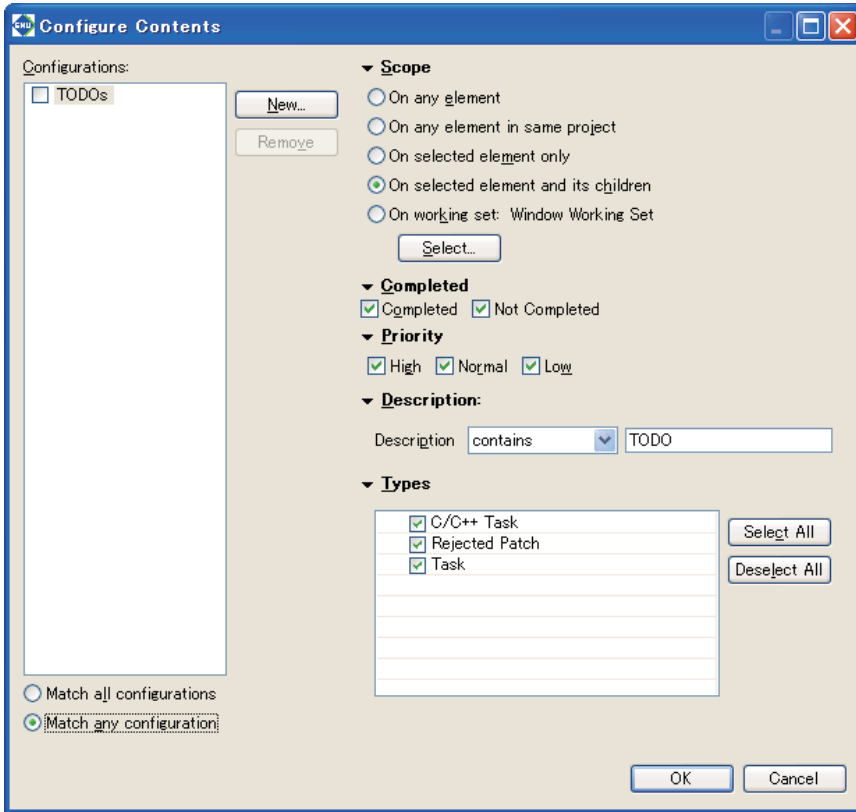 Configure Contents
Configurations:
TODOs
New...
Remove
Scope
On any element
On any element in same project
On selected element only
On selected element and its children
On working set: Window Working Set
Select...
Completed
Completed Not Completed
Priority
High Normal Low
Description:
Description contains TODO
Types
C/C++ Task
Rejected Patch
Task
Select All
Deselect All
Match all configurations
Match any configuration
OK Cancel